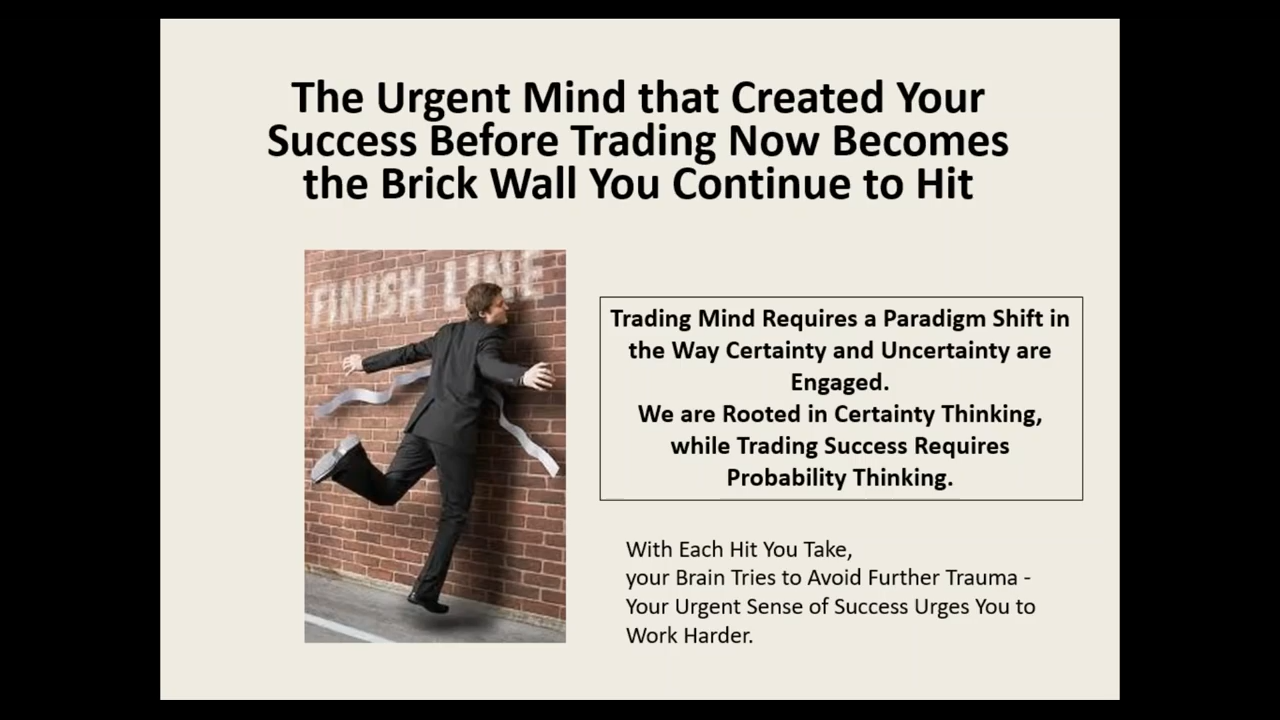 The Urgent Mind that Created Your
Success Before Trading Now Becomes
the Brick Wall You Continue to Hit
FINISH LINE
Trading Mind Requires a Paradigm Shift in
the Way Certainty and Uncertainty are
Engaged.
We are Rooted in Certainty Thinking,
while Trading Success Requires
Probability Thinking.
With Each Hit You Take,
your Brain Tries to Avoid Further Trauma -
Your Urgent Sense of Success Urges You to
Work Harder.